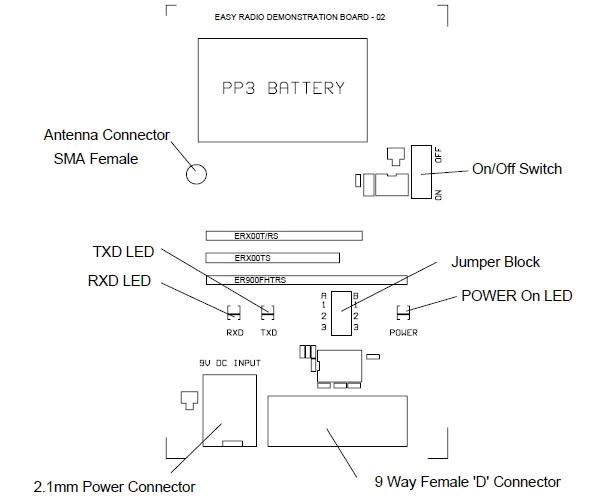 EASY RADIO DEMONSTRATION BOARD - 02
PP3 BATTERY
Antenna Connector
SMA Female
OFF
On/Off Switch
ON
ERX00T/RS
TXD LED
ERX00TS
Jumper Block
RXD LED
ER900FHTRS
POWER On LED
A B
1 1
2 2
3 3
RXD TXD
POWER
9V DC INPUT
2.1mm Power Connector
9 Way Female 'D' Connector